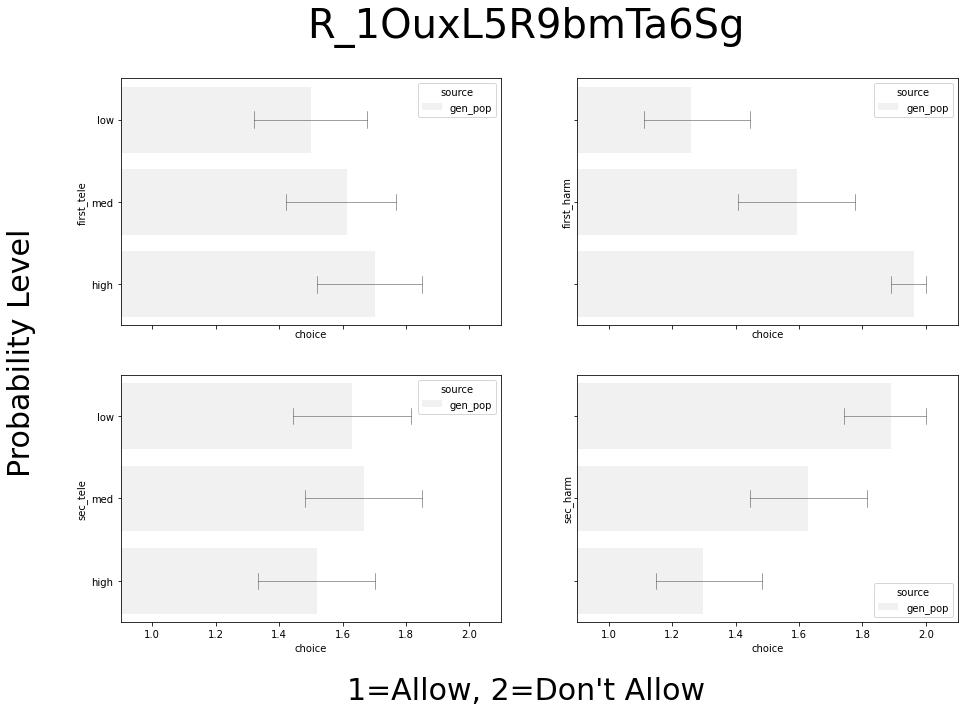 R_1OuxL5R9bmTa6Sg
Probability Level
source
gen_pop
first_tele
low
med
high
choice
source
gen_pop
first_harm
choice
source
gen_pop
sec_tele
low
med
high
1.0 1.2 1.4 1.6 1.8 2.0
choice
sec_harm
source
gen_pop
1.0 1.2 1.4 1.6 1.8 2.0
choice
1=Allow, 2=Don't Allow